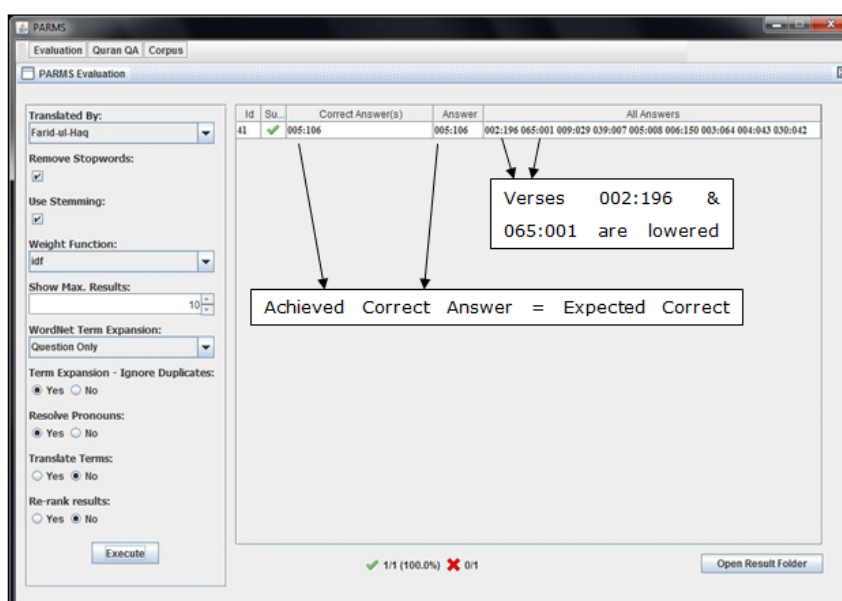 PARMS
Evaluation Quran QA Corpus
PARMS Evaluation
Translated By:
Farid-ul-Haq
Remove Stopwords:
Use Stemming:
Weight Function:
idf
Show Max. Results:
10
WordNet Term Expansion:
Question Only
Term Expansion - Ignore Duplicates:
Yes No
Resolve Pronouns:
Yes No
Translate Terms:
Yes No
Re-rank results:
Yes No
Execute
Id Su... Correct Answer(s) Answer All Answers
41 005:106 005:106 002:196 065:001 009:029 039:007 005:008 006:150 003:064 004:043 030:042
Verses 002:196 &
065:001 are lowered
Achieved Correct Answer = Expected Correct
1/1 (100.0%) 0/1
Open Result Folder